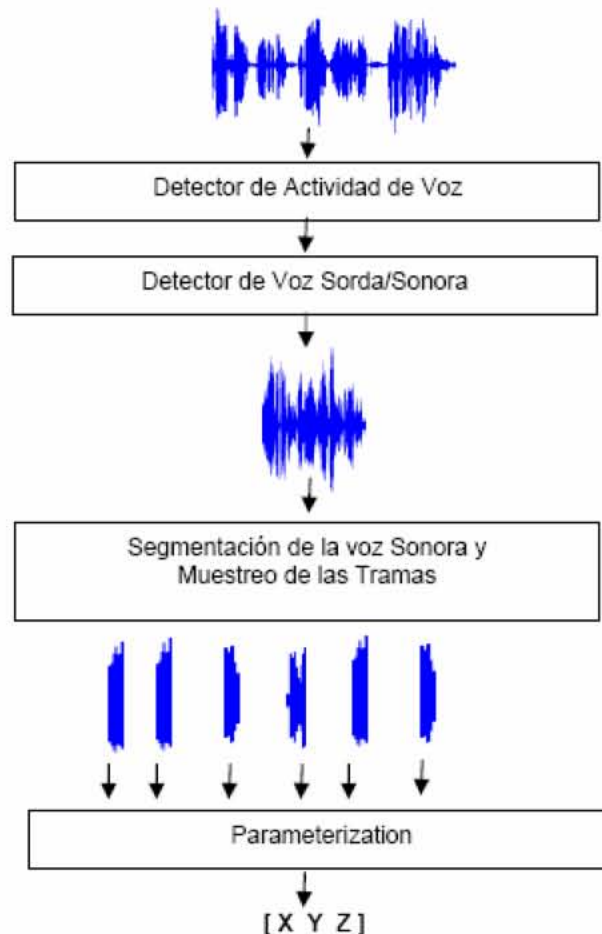 Detector de Actividad de Voz
Detector de Voz Sorda/Sonora
Segmentación de la voz Sonora y
Muestreo de las Tramas
Parameterization
[ X Y Z ]